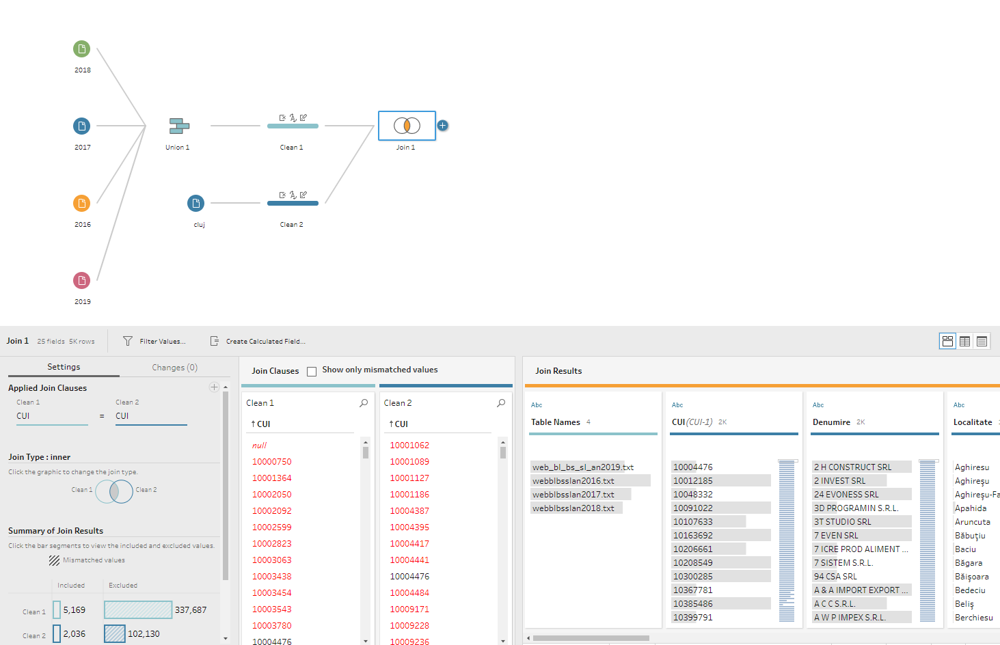 2018
2017
Union 1
Clean 1
Join 1
2016
cluj
Clean 2
2019
Join 1 25 fields 5K rows Filter Values... Create Calculated Field...
Settings Changes (0)
Applied Join Clauses
Clean 1 Clean 2
CUI = CUI
Join Type : inner
Click the graphic to change the join type.
Clean 1 Clean 2
Summary of Join Results
Click the bar segments to view the included and excluded values.
Mismatched values
Included Excluded
Clean 1 5,169 337,687
Clean 2 2,036 102,130
Join Clauses Show only mismatched values
Clean 1
CUI
null
10000750
10001364
10002050
10002092
10002599
10002823
10003063
10003438
10003454
10003543
10003780
10004476
Clean 2
CUI
10001062
10001089
10001127
10001186
10004387
10004395
10004417
10004441
10004476
10004484
10009171
10009228
10009236
Join Results
Abc
Table Names 4
web_bl_bs_sl_an2019.txt
webblbsslan2016.txt
webblbsslan2017.txt
webblbsslan2018.txt
Abc
CUI(CUI-1) 2K
10004476
10012185
10048332
10091022
10107633
10163692
10206661
10208549
10300285
10367781
10385486
10399791
Abc
Denumire 2K
2 H CONSTRUCT SRL
2 INVEST SRL
24 EVONESS SRL
3D PROGRAMIN S.R.L.
3T STUDIO SRL
7 EVEN SRL
7 ICRE PROD ALIMENT ...
7 SISTEM S.R.L.
94 CSA SRL
A & A IMPORT EXPORT ...
A C C S.R.L.
A W P IMPEX S.R.L.
Abc
Localitate
Aghiresu
Aghireşu
Aghireşu-Fa
Apahida
Aruncuta
Băbuţiu
Baciu
Băgara
Băişoara
Bedeciu
Beliş
Berchiesu